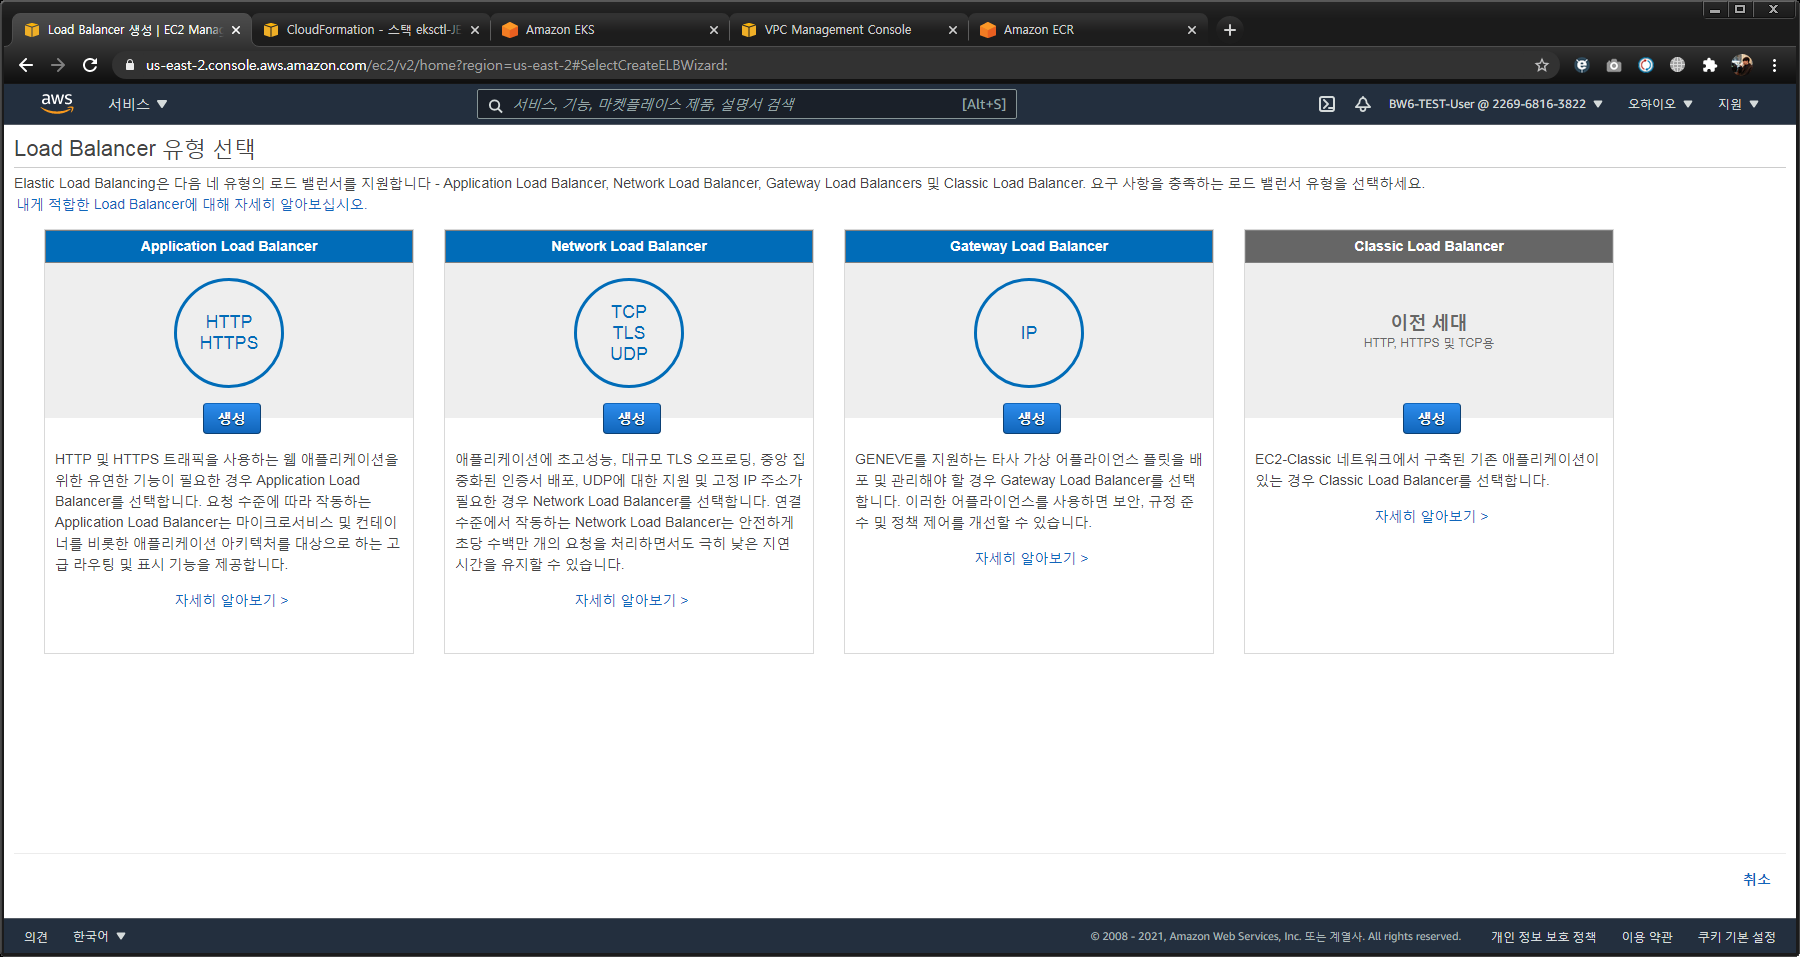 Load Balancer 생성 | EC2 Mana
CloudFormation - 스택 eksctl-JE
Amazon EKS
VPC Management Console
Amazon ECR
us-east-2.console.aws.amazon.com/ec2/v2/home?region=us-east-2#SelectCreateELBWizard:
aws
서비스
서비스, 기능, 마켓플레이스 제품, 설명서 검색
[Alt+S]
BW6-TEST-User @ 2269-6816-3822
오하이오
지원
Load Balancer 유형 선택
Elastic Load Balancing은 다음 네 유형의 로드 밸런서를 지원합니다 - Application Load Balancer, Network Load Balancer, Gateway Load Balancers 및 Classic Load Balancer. 요구 사항을 충족하는 로드 밸런서 유형을 선택하세요.
내게 적합한 Load Balancer에 대해 자세히 알아보십시오.
Application Load Balancer
HTTP
HTTPS
생성
HTTP 및 HTTPS 트래픽을 사용하는 웹 애플리케이션을
위한 유연한 기능이 필요한 경우 Application Load
Balancer를 선택합니다. 요청 수준에 따라 작동하는
Application Load Balancer는 마이크로서비스 및 컨테이
너를 비롯한 애플리케이션 아키텍처를 대상으로 하는 고
급 라우팅 및 표시 기능을 제공합니다.
자세히 알아보기 >
Network Load Balancer
TCP
TLS
UDP
생성
애플리케이션에 초고성능, 대규모 TLS 오프로딩, 중앙 집
중화된 인증서 배포, UDP에 대한 지원 및 고정 IP 주소가
필요한 경우 Network Load Balancer를 선택합니다. 연결
수준에서 작동하는 Network Load Balancer는 안전하게
초당 수백만 개의 요청을 처리하면서도 극히 낮은 지연
시간을 유지할 수 있습니다.
자세히 알아보기 >
Gateway Load Balancer
IP
생성
GENEVE를 지원하는 타사 가상 어플라이언스 플릿을 배
포 및 관리해야 할 경우 Gateway Load Balancer를 선택
합니다. 이러한 어플라이언스를 사용하면 보안, 규정 준
수 및 정책 제어를 개선할 수 있습니다.
자세히 알아보기 >
Classic Load Balancer
이전 세대
HTTP, HTTPS 및 TCP용
생성
EC2-Classic 네트워크에서 구축된 기존 애플리케이션이
있는 경우 Classic Load Balancer를 선택합니다.
자세히 알아보기 >
취소
의견
한국어
© 2008 - 2021, Amazon Web Services, Inc. 또는 계열사. All rights reserved.
개인 정보 보호 정책
이용 약관
쿠키 기본 설정